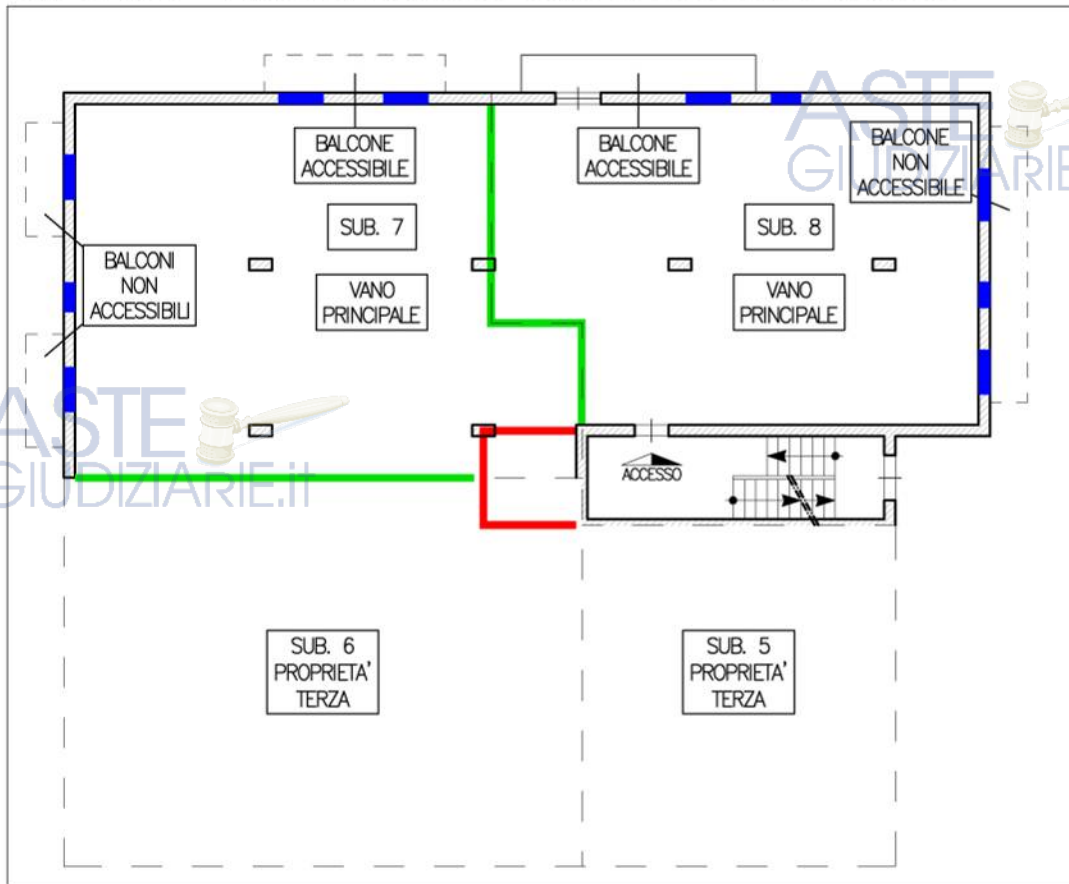 BALCONE
ACCESSIBILE
BALCONE
ACCESSIBILE
ASTE
GIUDIZIARIE
BALCONE
NON
ACCESSIBILE
SUB. 7
SUB. 8
BALCONI
NON
ACCESSIBILI
VANO
PRINCIPALE
VANO
PRINCIPALE
ASTE
GIUDIZIARIE.it
ACCESSO
SUB. 6
PROPRIETA'
TERZA
SUB. 5
PROPRIETA'
TERZA